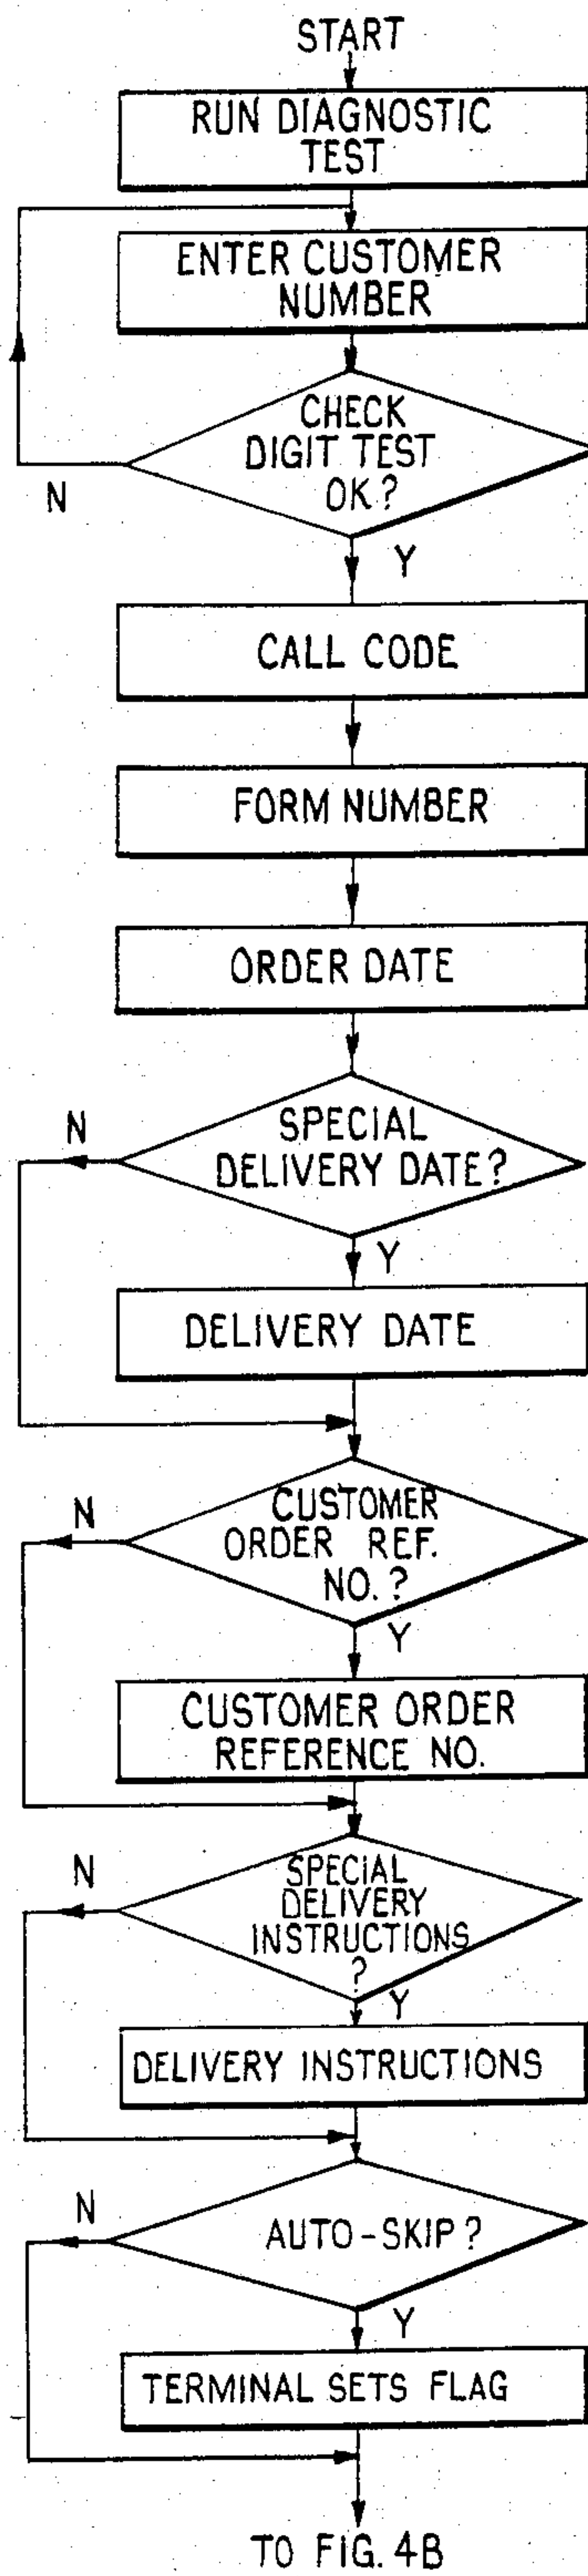 START
RUN DIAGNOSTIC
TEST
ENTER CUSTOMER
NUMBER
CHECK
DIGIT TEST
OK?
N
Y
CALL CODE
FORM NUMBER
ORDER DATE
N
SPECIAL
DELIVERY DATE?
Y
DELIVERY DATE
N
CUSTOMER
ORDER REF.
NO.?
Y
CUSTOMER ORDER
REFERENCE NO.
N
SPECIAL
DELIVERY
INSTRUCTIONS
?
Y
DELIVERY INSTRUCTIONS
N
AUTO-SKIP?
Y
TERMINAL SETS FLAG
TO FIG. 4B